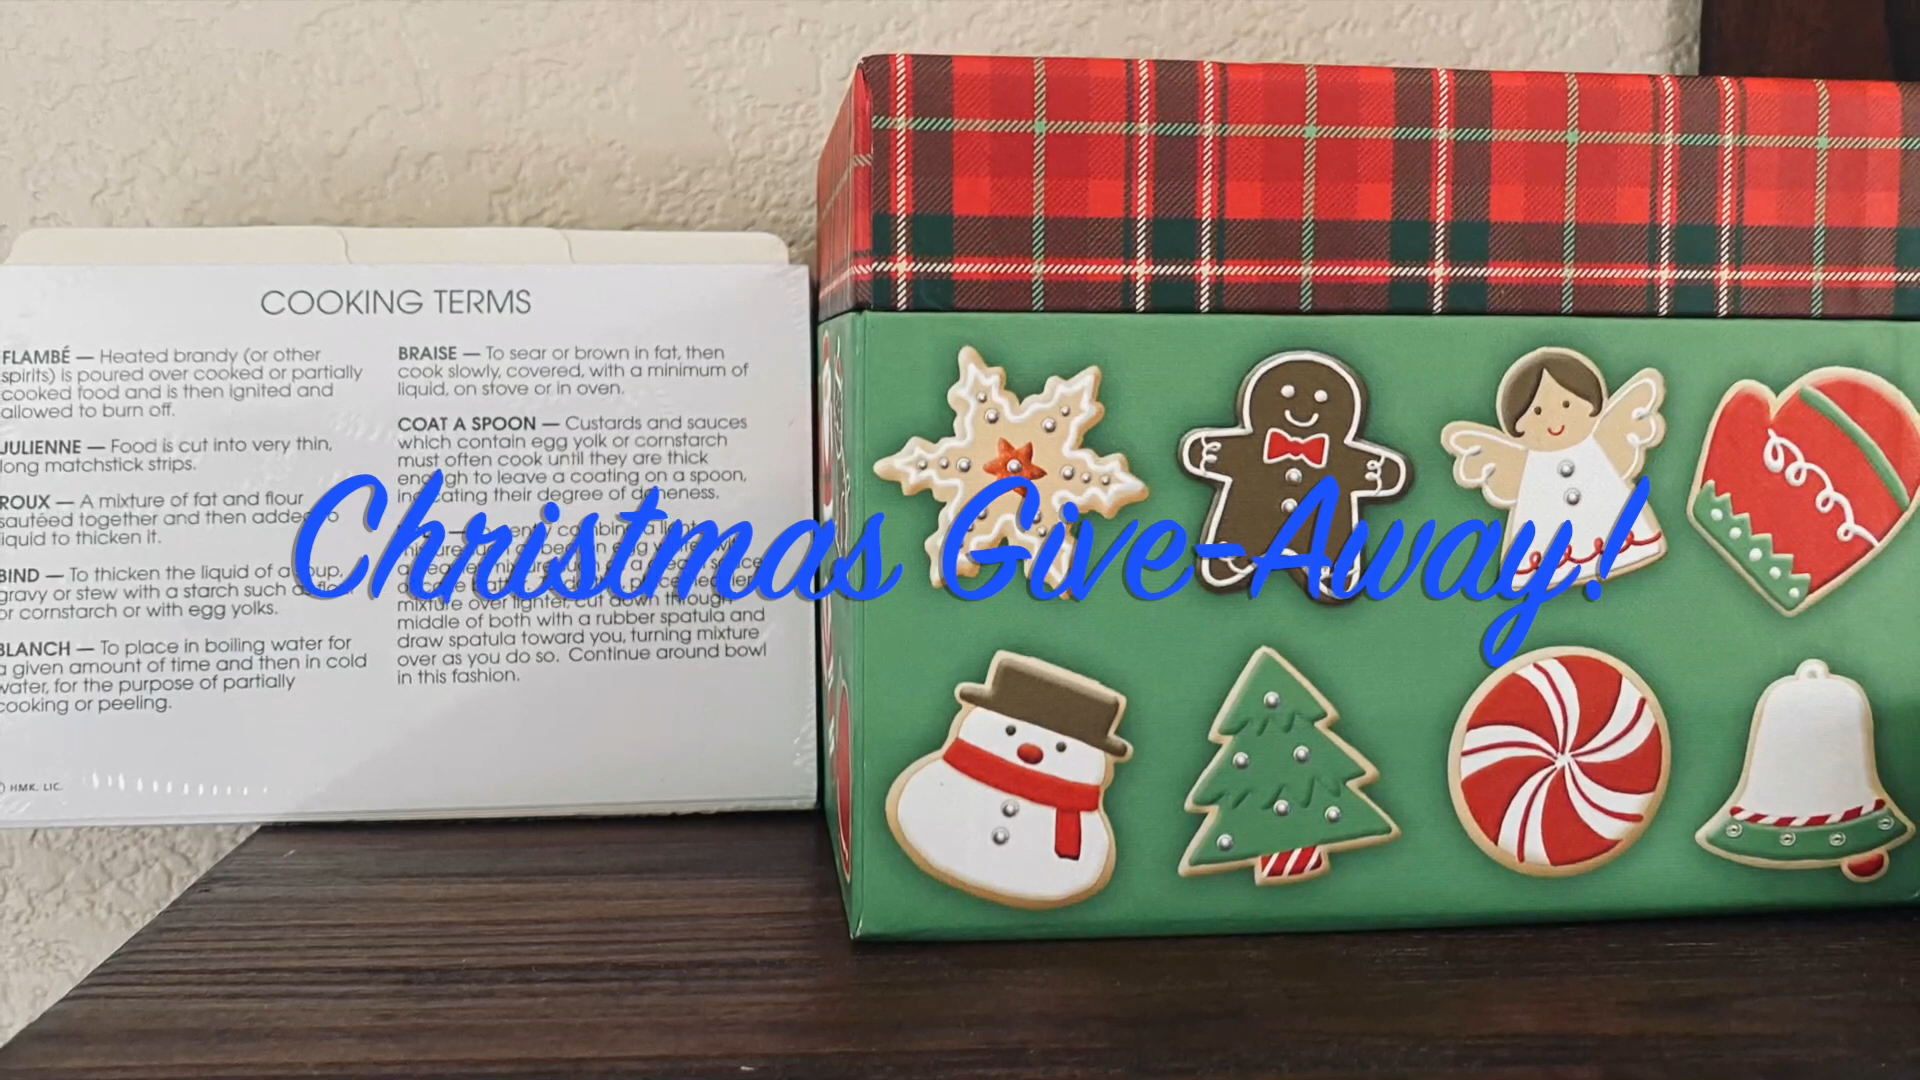 COOKING TERMS
FLAMBÉ — Heated brandy (or other
spirits) is poured over cooked or partially
cooked food and is then ignited and
allowed to burn off.
JULIENNE — Food is cut into very thin,
long matchstick strips.
ROUX — A mixture of fat and flour
sautéed together and then added to
liquid to thicken it.
BIND — To thicken the liquid of a soup,
gravy or stew with a starch such as flour
or cornstarch or with egg yolks.
BLANCH — To place in boiling water for
a given amount of time and then in cold
water, for the purpose of partially
cooking or peeling.
© HMK. LIC.
BRAISE — To sear or brown in fat, then
cook slowly, covered, with a minimum of
liquid, on stove or in oven.
COAT A SPOON — Custards and sauces
which contain egg yolk or cornstarch
must often cook until they are thick
enough to leave a coating on a spoon,
indicating their degree of doneness.
— combining a light
egg
a
mixture over lighter, cut down through
middle of both with a rubber spatula and
draw spatula toward you, turning mixture
over as you do so. Continue around bowl
in this fashion.
Christmas Give-Away!